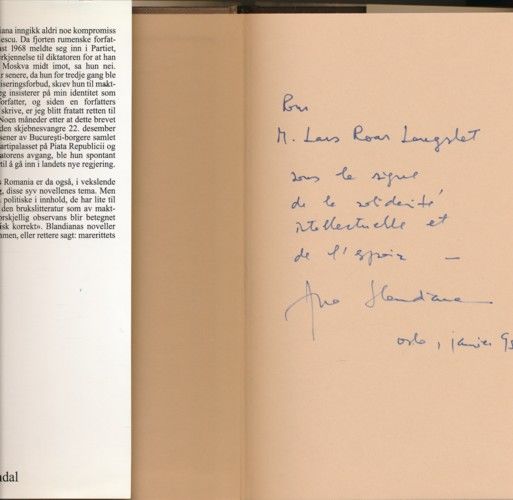 iana inngikk aldri noe kompromiss
escu. Da fjorten rumenske forfat-
st 1968 meldte seg inn i Partiet,
erkjennelse til diktatoren for at han
Moskva midt imot, sa hun nei.
r senere, da hun for tredje gang ble
iseringsforbud, skrev hun til makt-
eg insisterer på min identitet som
orfatter, og siden en forfatters
skrive, er jeg blitt fratatt retten til
Noen måneder etter at dette brevet
den skjebnesvangre 22. desember
sener av București-borgere samlet
artipalasset på Piata Republicii og
atorens avgang, ble hun spontant
til å gå inn i landets nye regjering.
s Romania er da også, i vekslende
g, disse syv novellenes tema. Men
politiske i innhold, de har lite til
den brukslitteratur som av makt-
orskjellig observans blir betegnet
isk korrekt». Blandianas noveller
men, eller rettere sagt: marerittets
dal
Pour
M. Lars Roar Langslet
sous le signe
de la solidarité
intellectuelle et
de l'espoir —
Ana Blandiana
Oslo, janvier 95